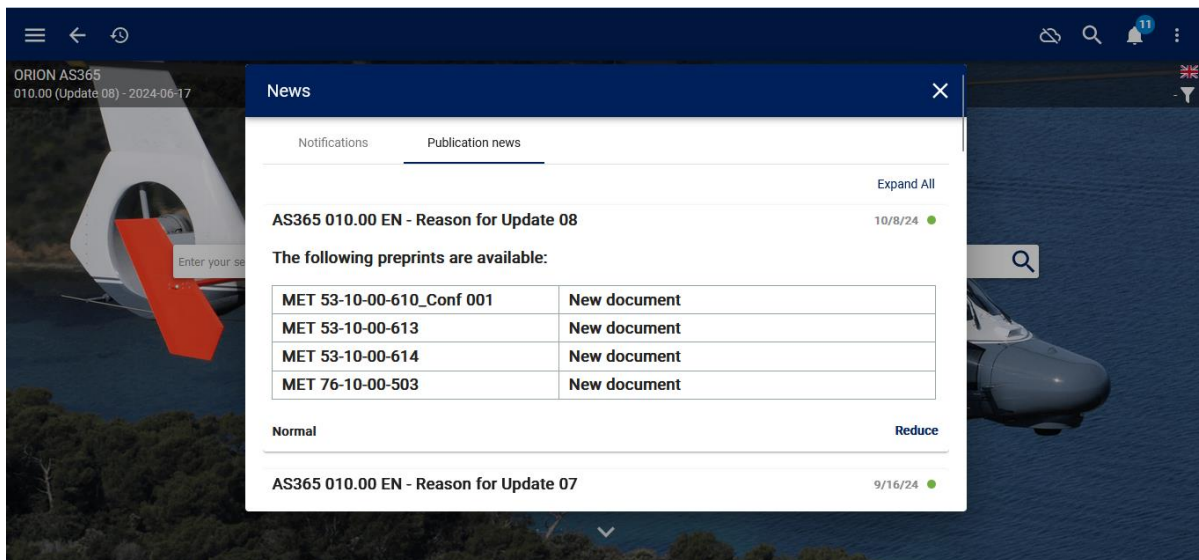 11
ORION AS365
010.00 (Update 08) - 2024-06-17
-
News
Notifications Publication news
Expand All
AS365 010.00 EN - Reason for Update 08 10/8/24
The following preprints are available:
MET 53-10-00-610_Conf 001 New document
MET 53-10-00-613 New document
MET 53-10-00-614 New document
MET 76-10-00-503 New document
Enter your se
Normal Reduce
AS365 010.00 EN - Reason for Update 07 9/16/24